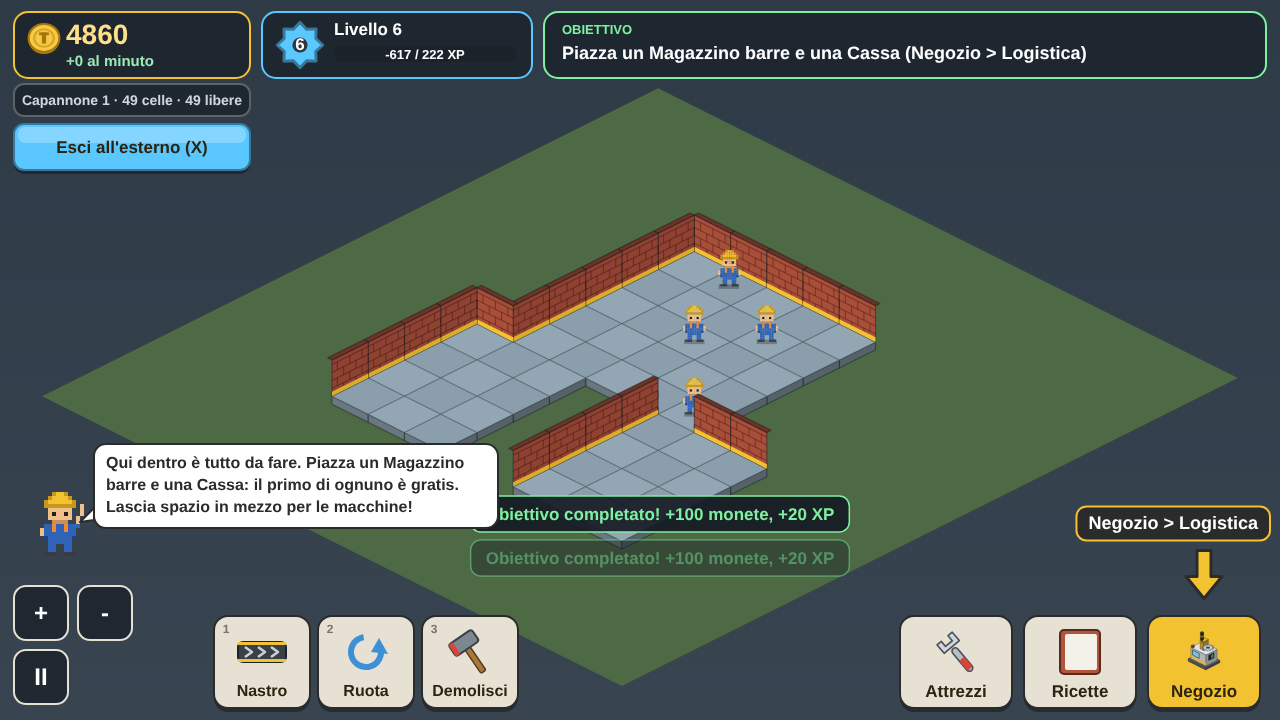 4860
+0 al minuto
6
Livello 6
-617 / 222 XP
OBIETTIVO
Piazza un Magazzino barre e una Cassa (Negozio > Logistica)
Capannone 1 · 49 celle · 49 libere
Esci all'esterno (X)
Qui dentro è tutto da fare. Piazza un Magazzino
barre e una Cassa: il primo di ognuno è gratis.
Lascia spazio in mezzo per le macchine!
biettivo completato! +100 monete, +20 XP
Obiettivo completato! +100 monete, +20 XP
Negozio > Logistica
+
-
II
1
Nastro
2
Ruota
3
Demolisci
Attrezzi
Ricette
Negozio